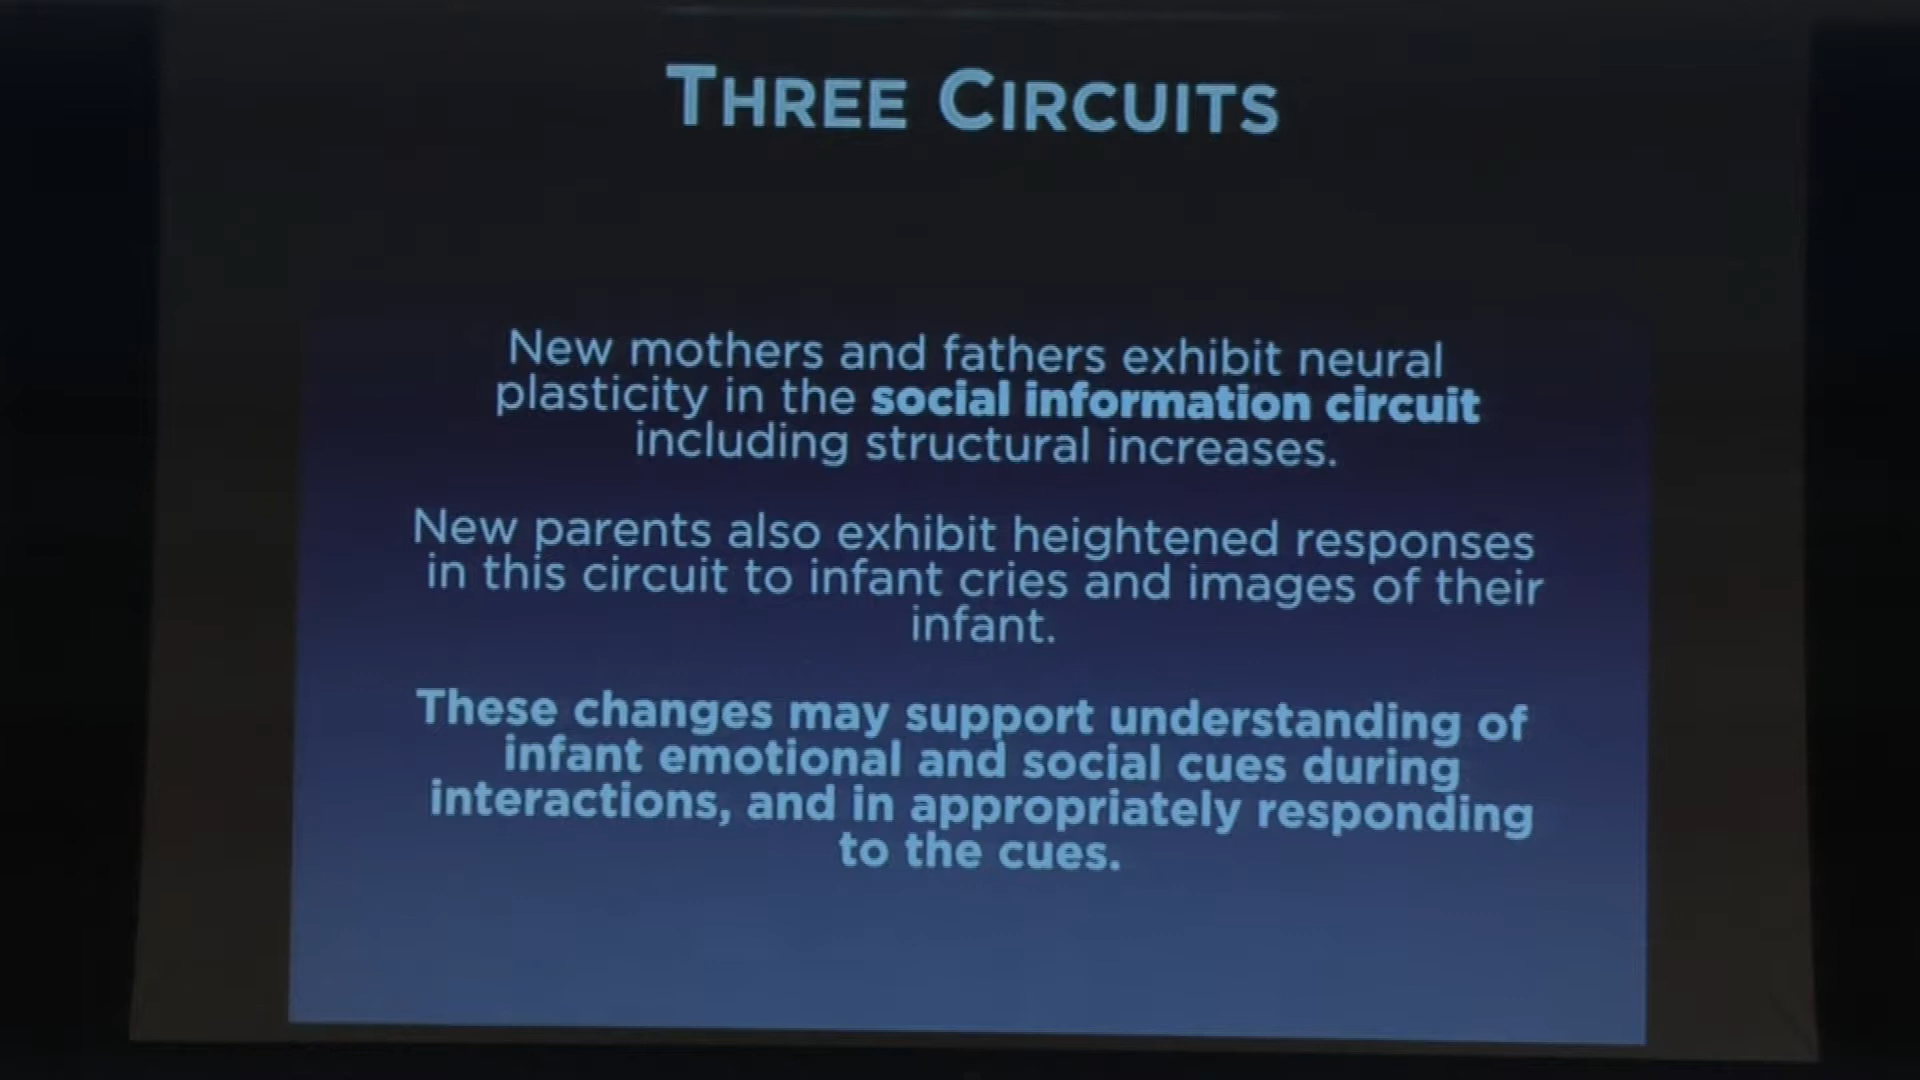 THREE CIRCUITS
New mothers and fathers exhibit neural
plasticity in the social information circuit
including structural increases.
New parents also exhibit heightened responses
in this circuit to infant cries and images of their
infant.
These changes may support understanding of
infant emotional and social cues during
interactions, and in appropriately responding
to the cues.